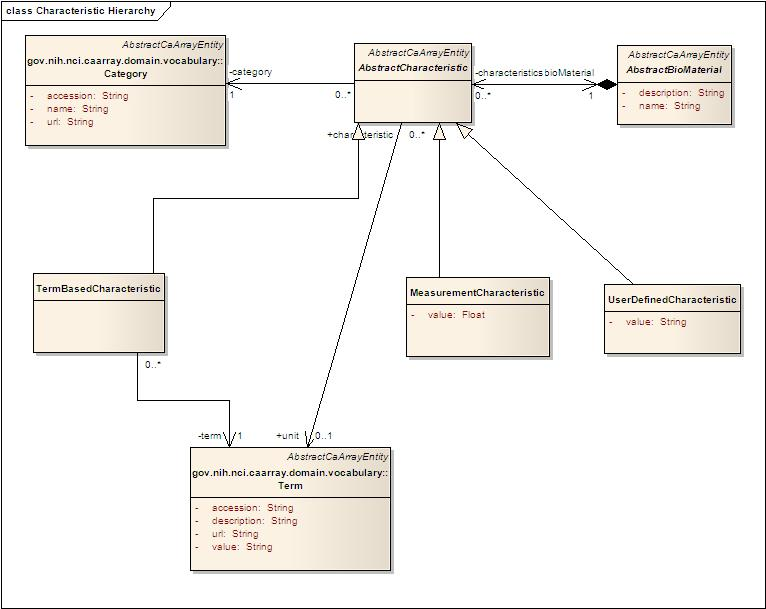 class Characteristic Hierarchy
AbstractCaArrayEntity
gov.nih.nci.caarray.domain.vocabulary::
Category
- accession: String
- name: String
- url: String
-category
1
0..*
AbstractCaArrayEntity
AbstractCharacteristic
-characteristics
bioMaterial
0..*
1
AbstractCaArrayEntity
AbstractBioMaterial
- description: String
- name: String
+characteristic
0..*
TermBasedCharacteristic
0..*
MeasurementCharacteristic
- value: Float
UserDefinedCharacteristic
- value: String
-term
1
+unit
0..1
AbstractCaArrayEntity
gov.nih.nci.caarray.domain.vocabulary::
Term
- accession: String
- description: String
- url: String
- value: String